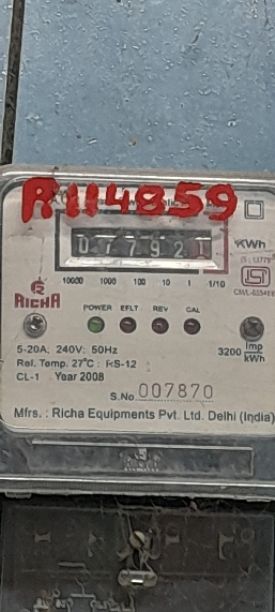 R114859
077921
KWh
10000 1000 100 10 1 1/10
RICHA
POWER EFLT REV CAL
5-20A; 240V; 50Hz
3200 Imp/kWh
Rel. Temp. 27°C ; RS-12
CL-1 Year 2008
S.No. 007870
Mfrs. : Richa Equipments Pvt. Ltd. Delhi (India)